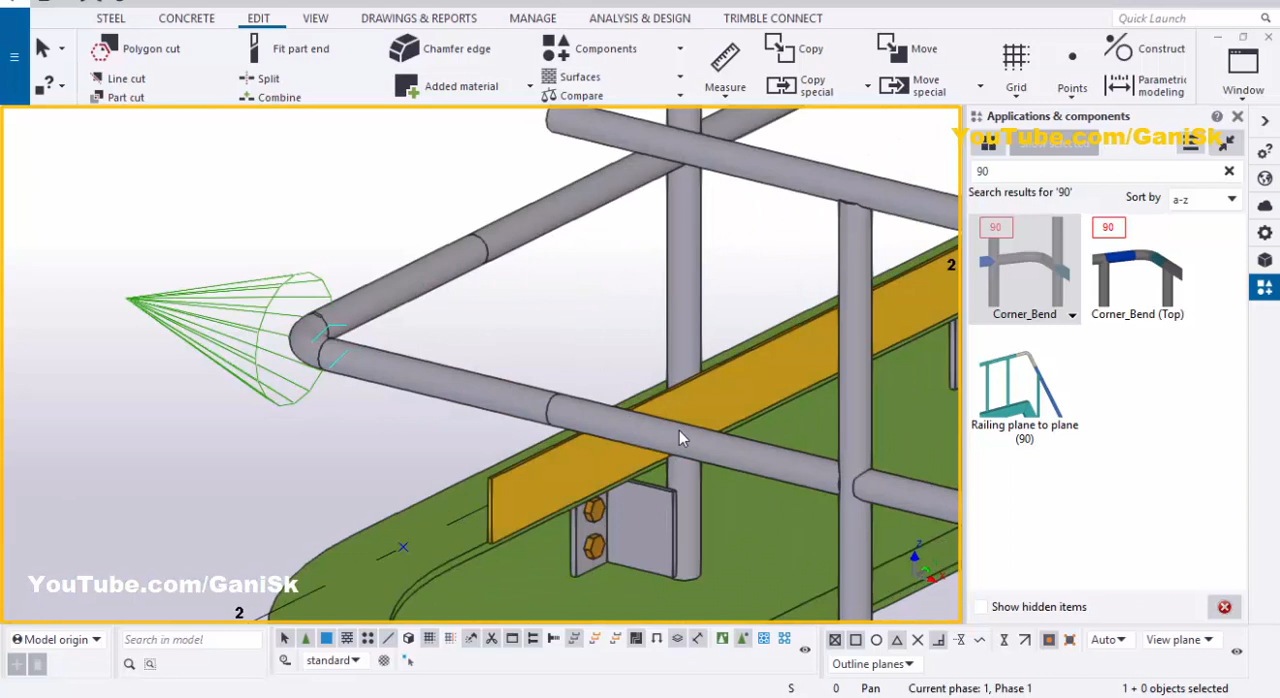 STEEL CONCRETE EDIT VIEW DRAWINGS & REPORTS MANAGE ANALYSIS & DESIGN TRIMBLE CONNECT Quick Launch
Polygon cut Fit part end Chamfer edge Components Copy Move Construct
Line cut Split Added material Surfaces Measure Copy special Move special Grid Points Parametric modeling Window
Part cut Combine Compare
Applications & components
YouTube.com/GaniSk
90
Search results for '90'
Sort by a-z
90 90
Corner_Bend Corner_Bend (Top)
Railing plane to plane
(90)
2
Z
YouTube.com/GaniSk
2
Show hidden items
Model origin Search in model Auto View plane
standard Outline planes
S 0 Pan Current phase: 1, Phase 1 1 + 0 objects selected